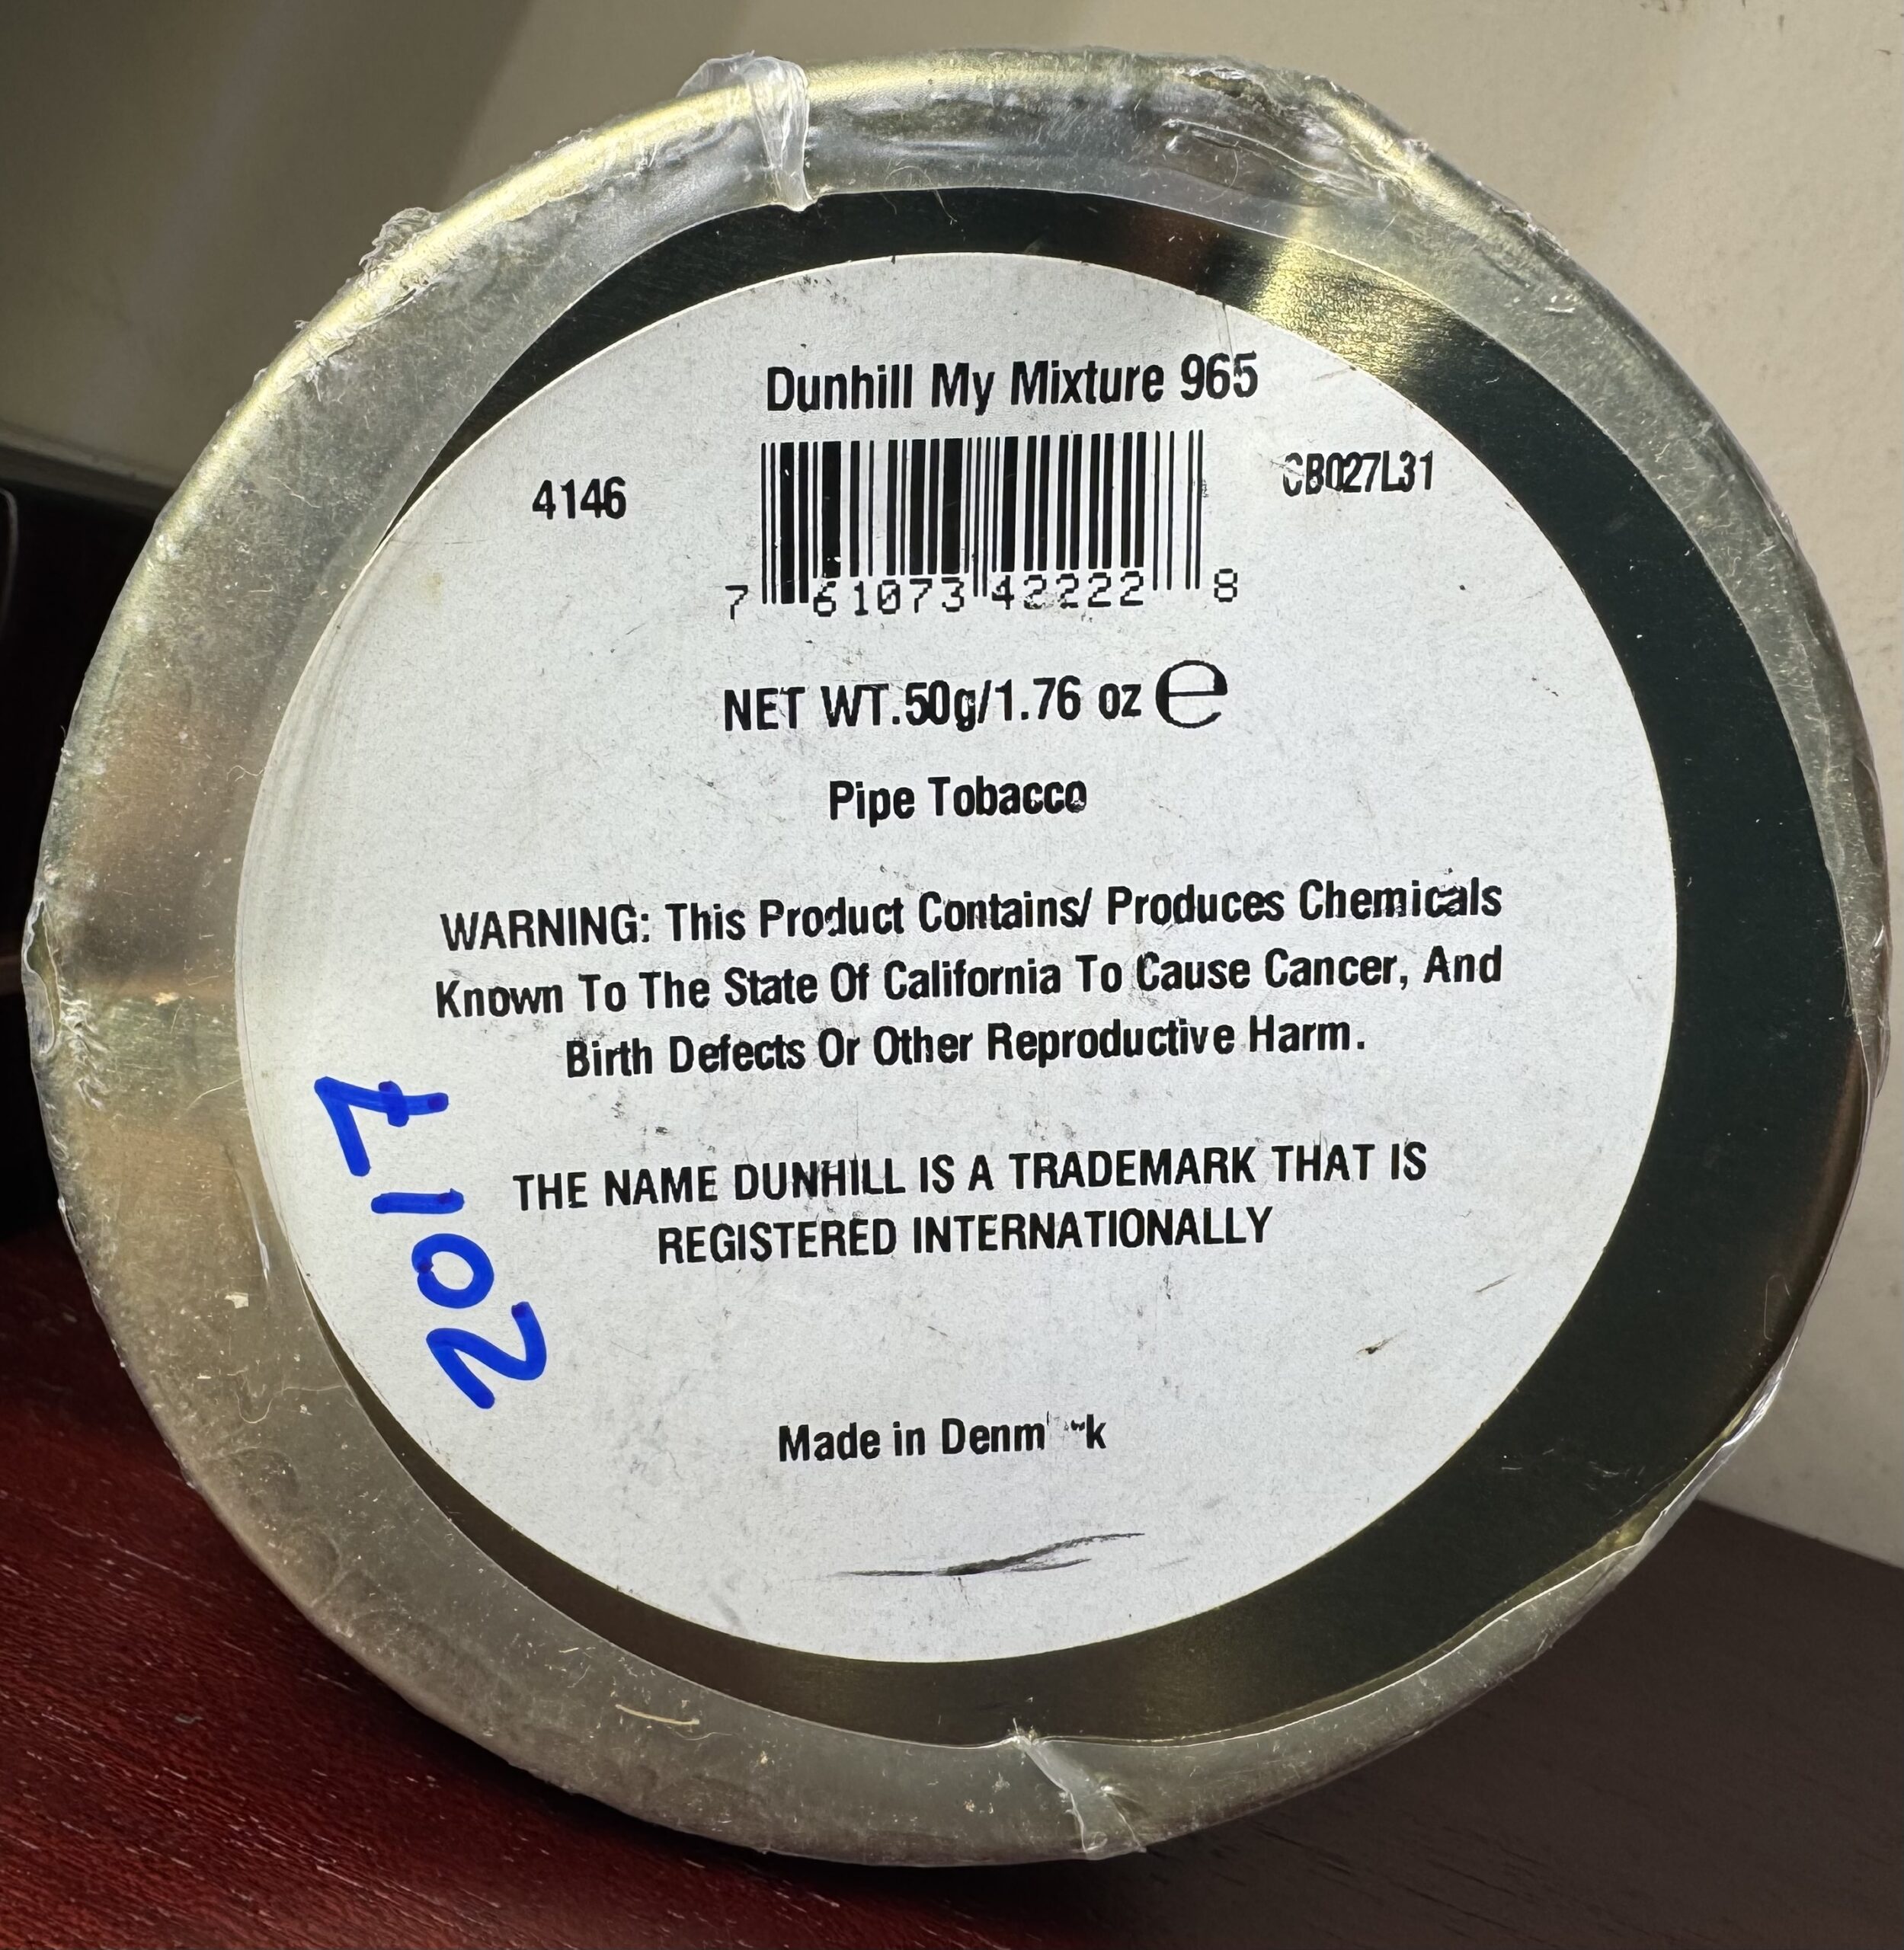 Dunhill My Mixture 965
4146
CB027L31
7 61073 42222 8
NET WT.50g/1.76 oz e
Pipe Tobacco
WARNING: This Product Contains/ Produces Chemicals
Known To The State Of California To Cause Cancer, And
Birth Defects Or Other Reproductive Harm.
THE NAME DUNHILL IS A TRADEMARK THAT IS
REGISTERED INTERNATIONALLY
Made in Denmark
2017